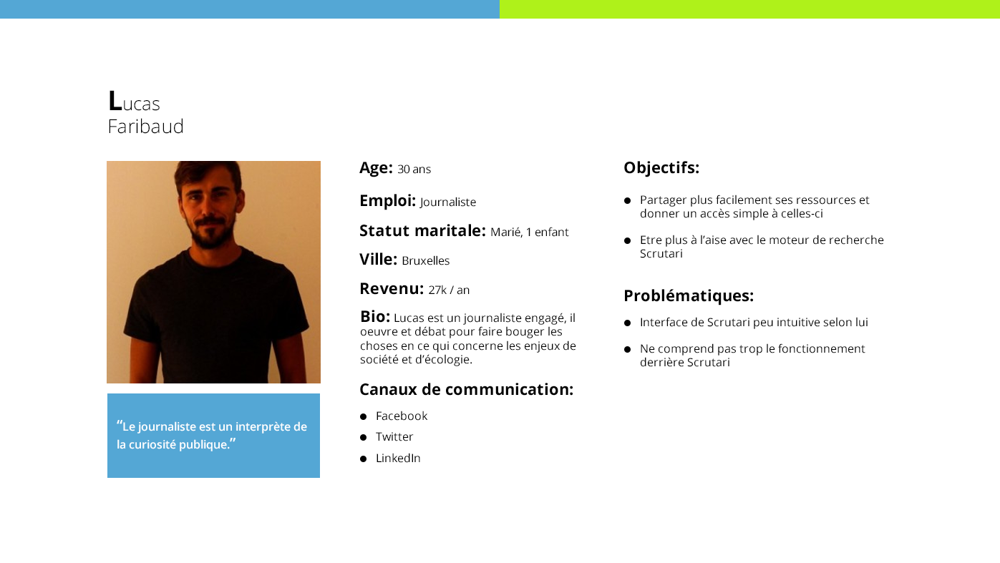 Lucas
Faribaud
Age: 30 ans
Emploi: Journaliste
Statut maritale: Marié, 1 enfant
Ville: Bruxelles
Revenu: 27k / an
Bio: Lucas est un journaliste engagé, il
oeuvre et débat pour faire bouger les
choses en ce qui concerne les enjeux de
société et d’écologie.
Canaux de communication:
● Facebook
● Twitter
● LinkedIn
Objectifs:
● Partager plus facilement ses ressources et
donner un accès simple à celles-ci
● Etre plus à l’aise avec le moteur de recherche
Scrutari
Problématiques:
● Interface de Scrutari peu intuitive selon lui
● Ne comprend pas trop le fonctionnement
derrière Scrutari
“Le journaliste est un interprète de
la curiosité publique.”